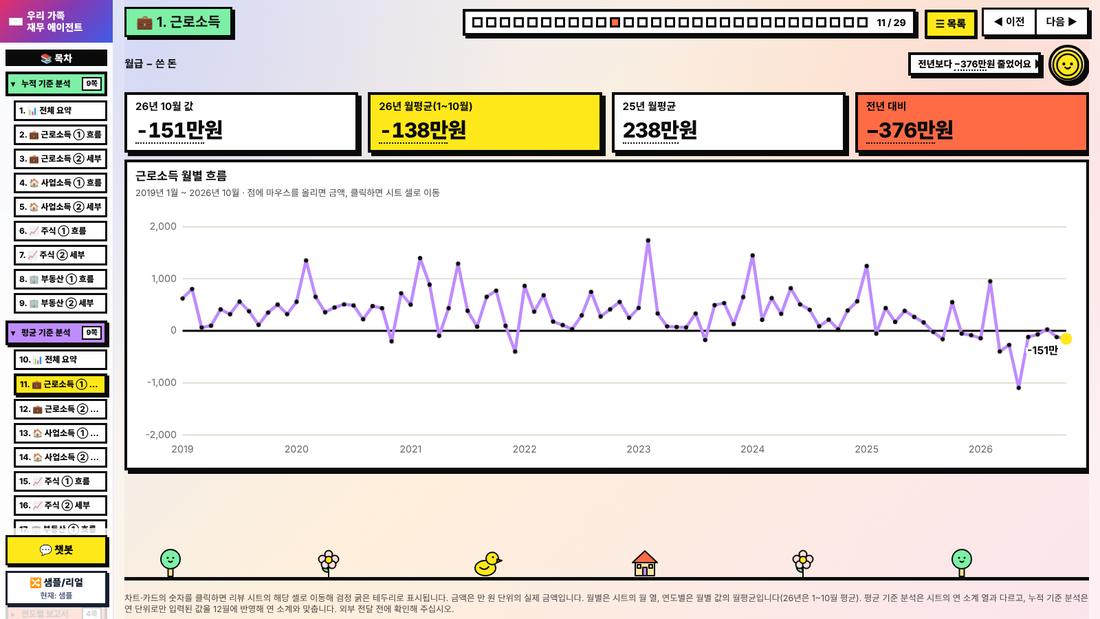 우리 가족
재무 에이전트
📚 목차
▼ 누적 기준 분석 9쪽
1. 📊 전체 요약
2. 💼 근로소득 ① 흐름
3. 💼 근로소득 ② 세부
4. 🏠 사업소득 ① 흐름
5. 🏠 사업소득 ② 세부
6. 📈 주식 ① 흐름
7. 📈 주식 ② 세부
8. 🏢 부동산 ① 흐름
9. 🏢 부동산 ② 세부
▼ 평균 기준 분석 9쪽
10. 📊 전체 요약
11. 💼 근로소득 ① ...
12. 💼 근로소득 ② ...
13. 🏠 사업소득 ① ...
14. 🏠 사업소득 ② ...
15. 📈 주식 ① 흐름
16. 📈 주식 ② 세부
17. 🏢 부동산 ① 흐름
💬 챗봇
🔀 샘플/리얼
현재: 샘플
연도별 보고서 4쪽
💼 1. 근로소득
11 / 29
☰ 목록
◀ 이전
다음 ▶
월급 − 쓴 돈
전년보다 −376만원 줄었어요
26년 10월 값
-151만원
26년 월평균(1~10월)
-138만원
25년 월평균
238만원
전년 대비
−376만원
근로소득 월별 흐름
2019년 1월 ~ 2026년 10월 · 점에 마우스를 올리면 금액, 클릭하면 시트 셀로 이동
2,000
1,000
0
-1,000
-2,000
-151만
2019 2020 2021 2022 2023 2024 2025 2026
차트·카드의 숫자를 클릭하면 리뷰 시트의 해당 셀로 이동해 검정 굵은 테두리로 표시됩니다. 금액은 만 원 단위의 실제 금액입니다. 월별은 시트의 월 열, 연도별은 월별 값의 월평균입니다(26년은 1~10월 평균). 평균 기준 분석은 시트의 연 소계 열과 다르고, 누적 기준 분석은
연 단위로만 입력된 값을 12월에 반영해 연 소계와 맞춥니다. 외부 전달 전에 확인해 주십시오.